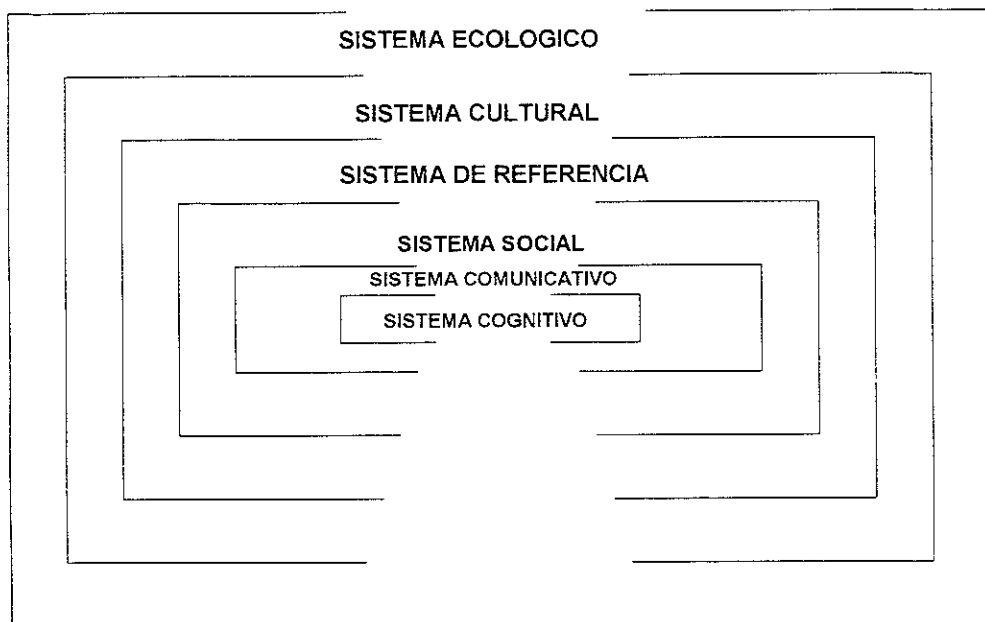 SISTEMA ECOLOGICO
SISTEMA CULTURAL
SISTEMA DE REFERENCIA
SISTEMA SOCIAL
SISTEMA COMUNICATIVO
SISTEMA COGNITIVO